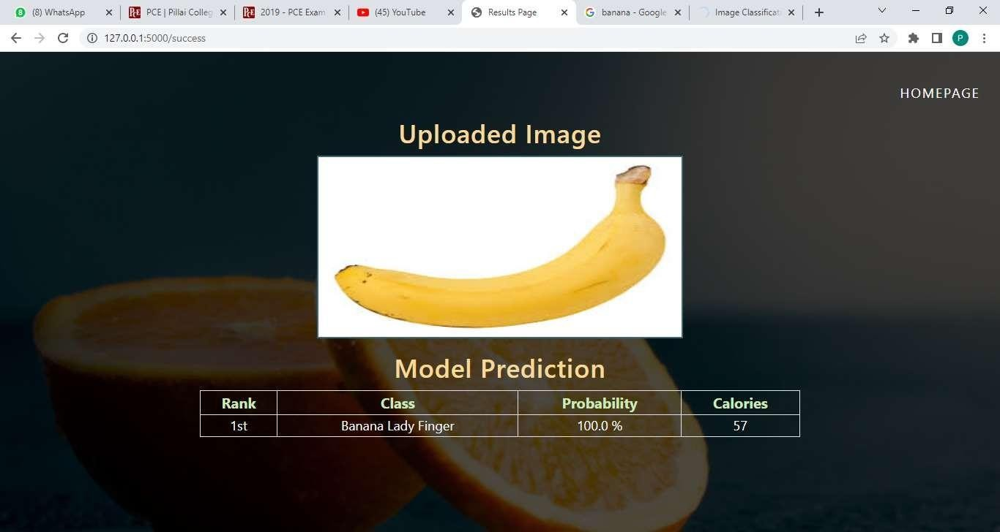 (8) WhatsApp
PCE | Pillai Colleg
2019 - PCE Exam
(45) YouTube
Results Page
banana - Google
Image Classificat
127.0.0.1:5000/success
P
HOMEPAGE
Uploaded Image
Model Prediction
Rank Class Probability Calories
1st Banana Lady Finger 100.0 % 57